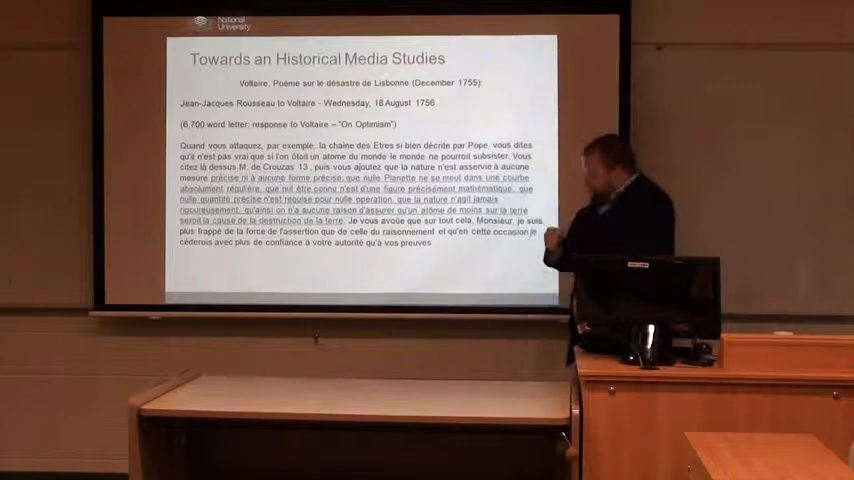 National
University
Towards an Historical Media Studies
Voltaire, Poème sur le désastre de Lisbonne (December 1755)
Jean-Jacques Rousseau to Voltaire - Wednesday, 18 August 1756
(6,700 word letter: response to Voltaire – "On Optimism")
Quand vous attaquez, par exemple, la chaine des Etres si bien décrite par Pope, vous dites
qu'il n'est pas vrai que si l'on ôtoit un atome du monde le monde ne pourroit subsister. Vous
citez là dessus M. de Crouzas 13 , puis vous ajoutez que la nature n'est asservie à aucune
mesure précise ni à aucune forme précise, que nulle Planette ne se meut dans une courbe
absolument régulière, que nul être connu n'est d'une figure précisément mathématique, que
nulle quantité précise n'est requise pour nulle opération, que la nature n'agit jamais
rigoureusement, qu'ainsi on n'a aucune raison d'assurer qu'un atôme de moins sur la terre
seroit la cause de la destruction de la terre. Je vous avoüe que sur tout cela, Monsieur, je suis
plus frappé de la force de l'assertion que de celle du raisonnement et qu'en cette occasion je
céderois avec plus de confiance à votre autorité qu'à vos preuves